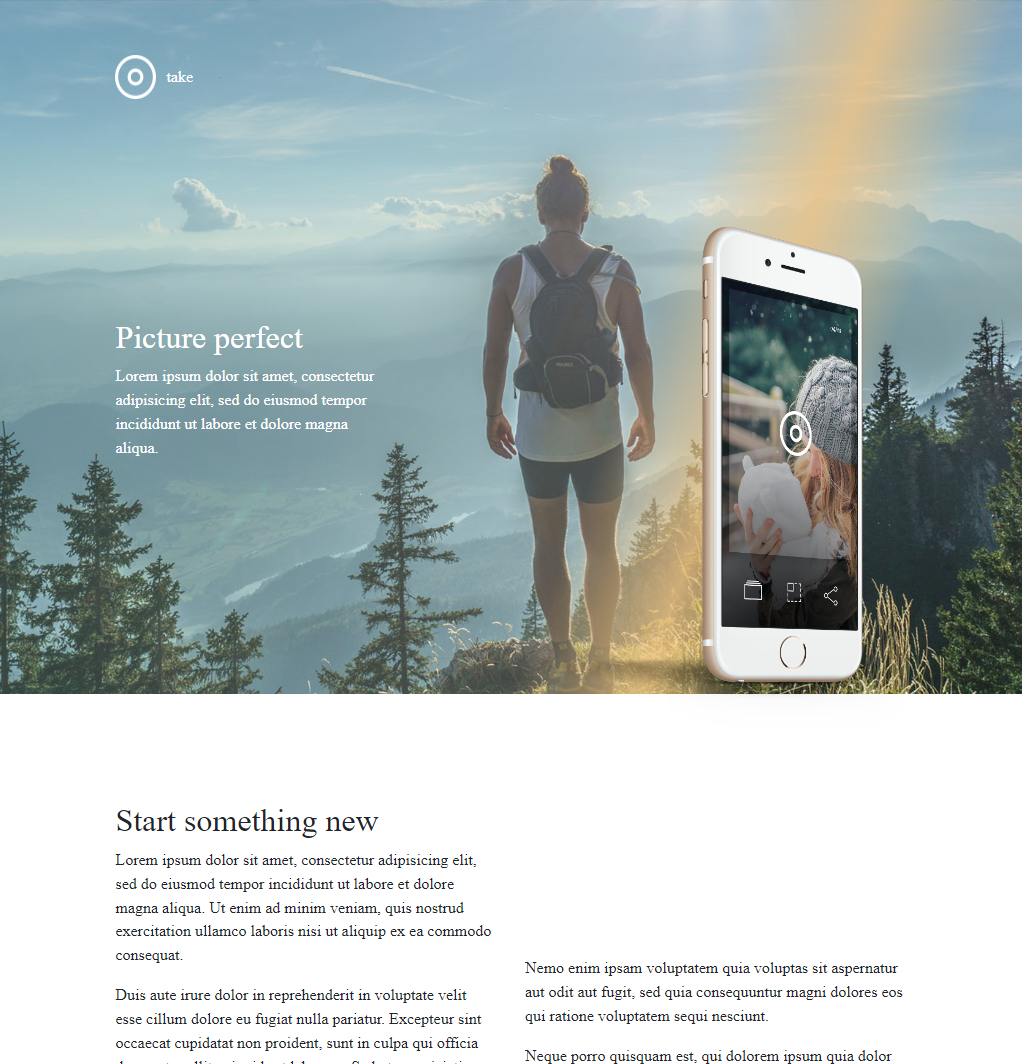 take
Picture perfect
Lorem ipsum dolor sit amet, consectetur
adipisicing elit, sed do eiusmod tempor
incididunt ut labore et dolore magna
aliqua.
Start something new
Lorem ipsum dolor sit amet, consectetur adipisicing elit,
sed do eiusmod tempor incididunt ut labore et dolore
magna aliqua. Ut enim ad minim veniam, quis nostrud
exercitation ullamco laboris nisi ut aliquip ex ea commodo
consequat.
Duis aute irure dolor in reprehenderit in voluptate velit
esse cillum dolore eu fugiat nulla pariatur. Excepteur sint
occaecat cupidatat non proident, sunt in culpa qui officia
Nemo enim ipsam voluptatem quia voluptas sit aspernatur
aut odit aut fugit, sed quia consequuntur magni dolores eos
qui ratione voluptatem sequi nesciunt.
Neque porro quisquam est, qui dolorem ipsum quia dolor